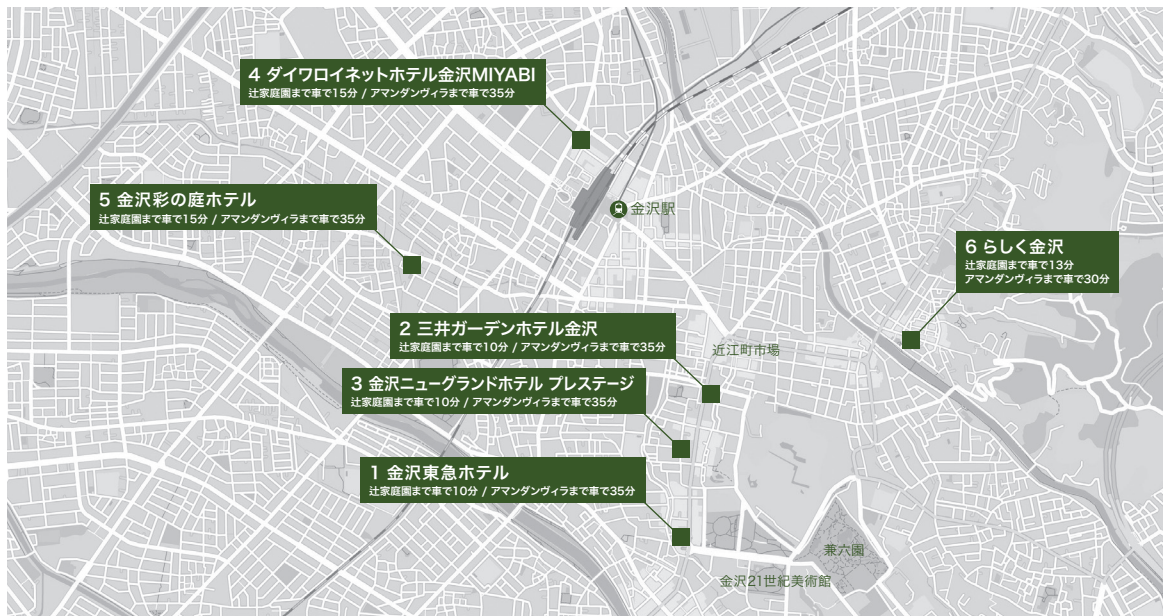 4 ダイワロイネットホテル金沢MIYABI
辻家庭園まで車で15分 / アマンダンヴィラまで車で35分
5 金沢彩の庭ホテル
辻家庭園まで車で15分 / アマンダンヴィラまで車で35分
金沢駅
6 らしく金沢
辻家庭園まで車で13分
アマンダンヴィラまで車で30分
2 三井ガーデンホテル金沢
辻家庭園まで車で10分 / アマンダンヴィラまで車で35分
近江町市場
3 金沢ニューグランドホテル プレステージ
辻家庭園まで車で10分 / アマンダンヴィラまで車で35分
1 金沢東急ホテル
辻家庭園まで車で10分 / アマンダンヴィラまで車で35分
兼六園
金沢21世紀美術館